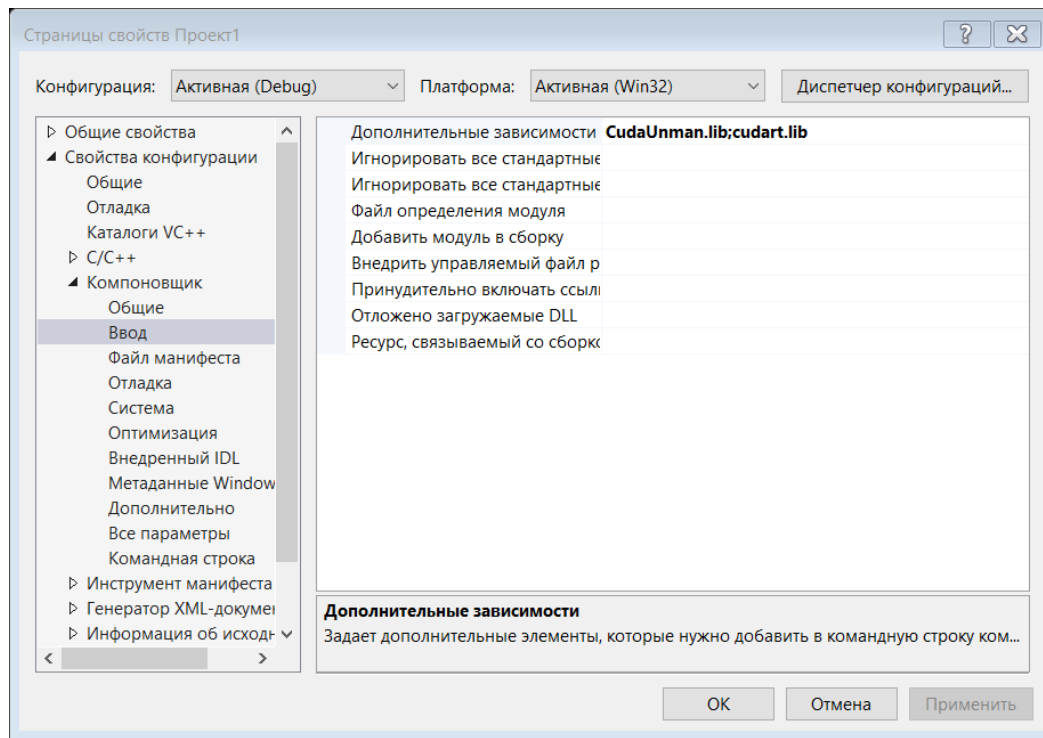 Страницы свойств Проект1
Конфигурация: Активная (Debug) Платформа: Активная (Win32) Диспетчер конфигураций...
Общие свойства
Свойства конфигурации
Общие
Отладка
Каталоги VC++
C/C++
Компоновщик
Общие
Ввод
Файл манифеста
Отладка
Система
Оптимизация
Внедренный IDL
Метаданные Window
Дополнительно
Все параметры
Командная строка
Инструмент манифеста
Генератор XML-докумен
Информация об исходн
Дополнительные зависимости CudaUnman.lib;cudart.lib
Игнорировать все стандартные
Игнорировать все стандартные
Файл определения модуля
Добавить модуль в сборку
Внедрить управляемый файл р
Принудительно включать ссыл
Отложено загружаемые DLL
Ресурс, связываемый со сборко
Дополнительные зависимости
Задает дополнительные элементы, которые нужно добавить в командную строку ком...
ОК Отмена Применить